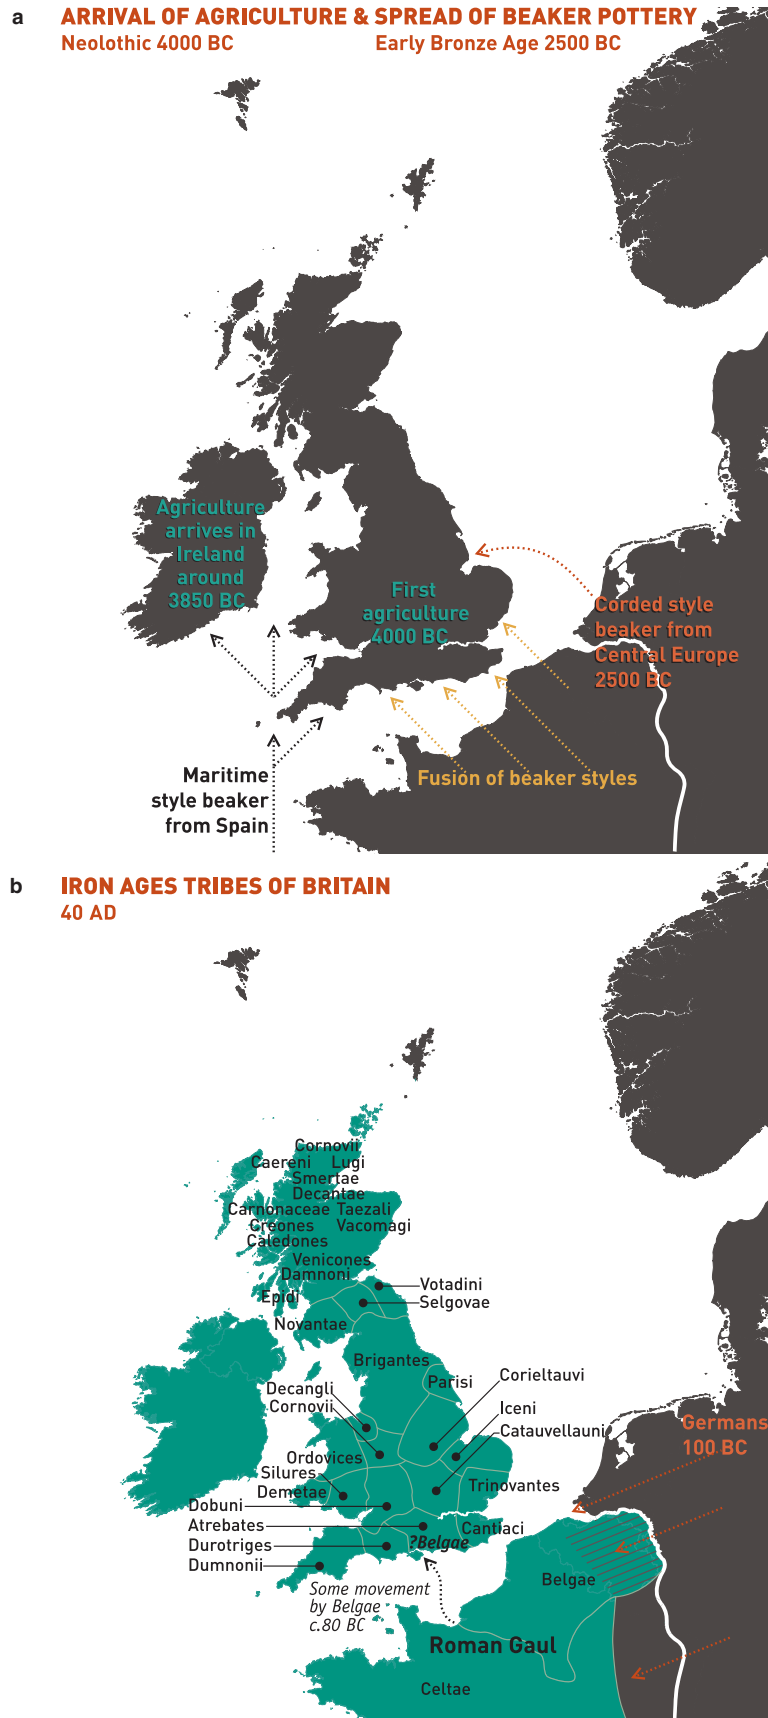 a
ARRIVAL OF AGRICULTURE & SPREAD OF BEAKER POTTERY
Neolothic 4000 BC
Early Bronze Age 2500 BC
Agriculture
arrives in
Ireland
around
3850 BC
First
agriculture
4000 BC
Corded style
beaker from
Central Europe
2500 BC
Maritime
style beaker
from Spain
Fusion of beaker styles
b
IRON AGES TRIBES OF BRITAIN
40 AD
Cornovii
Caereni
Lugi
Smertae
Decantae
Carnonaceae
Taezali
Creones
Vacomagi
Caledones
Venicones
Damnoni
Epidi
Votadini
Selgovae
Novantae
Brigantes
Parisi
Corieltauvi
Decangli
Cornovii
Iceni
Catauvellauni
Ordovices
Silures
Demetae
Trinovantes
Dobuni
Atrebates
Cantiaci
Durotriges
?Belgae
Dumnonii
Some movement
by Belgae
c.80 BC
Germans
100 BC
Belgae
Roman Gaul
Celtae